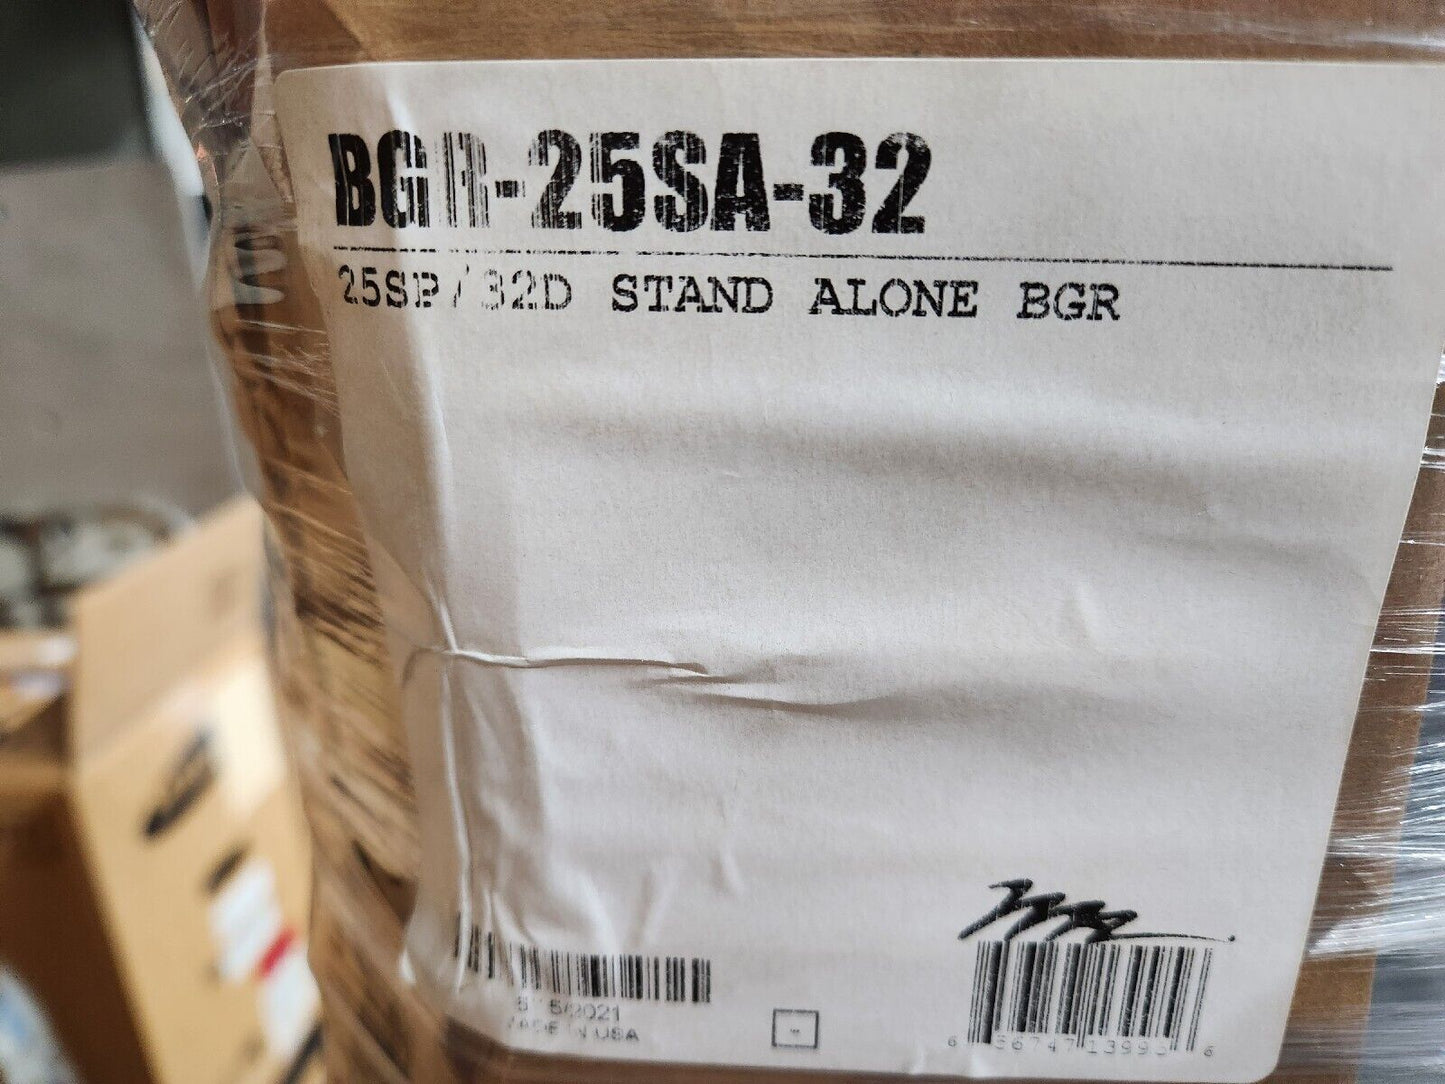 BGR-25SA-32
25SP/32D STAND ALONE BGR
MADE IN USA